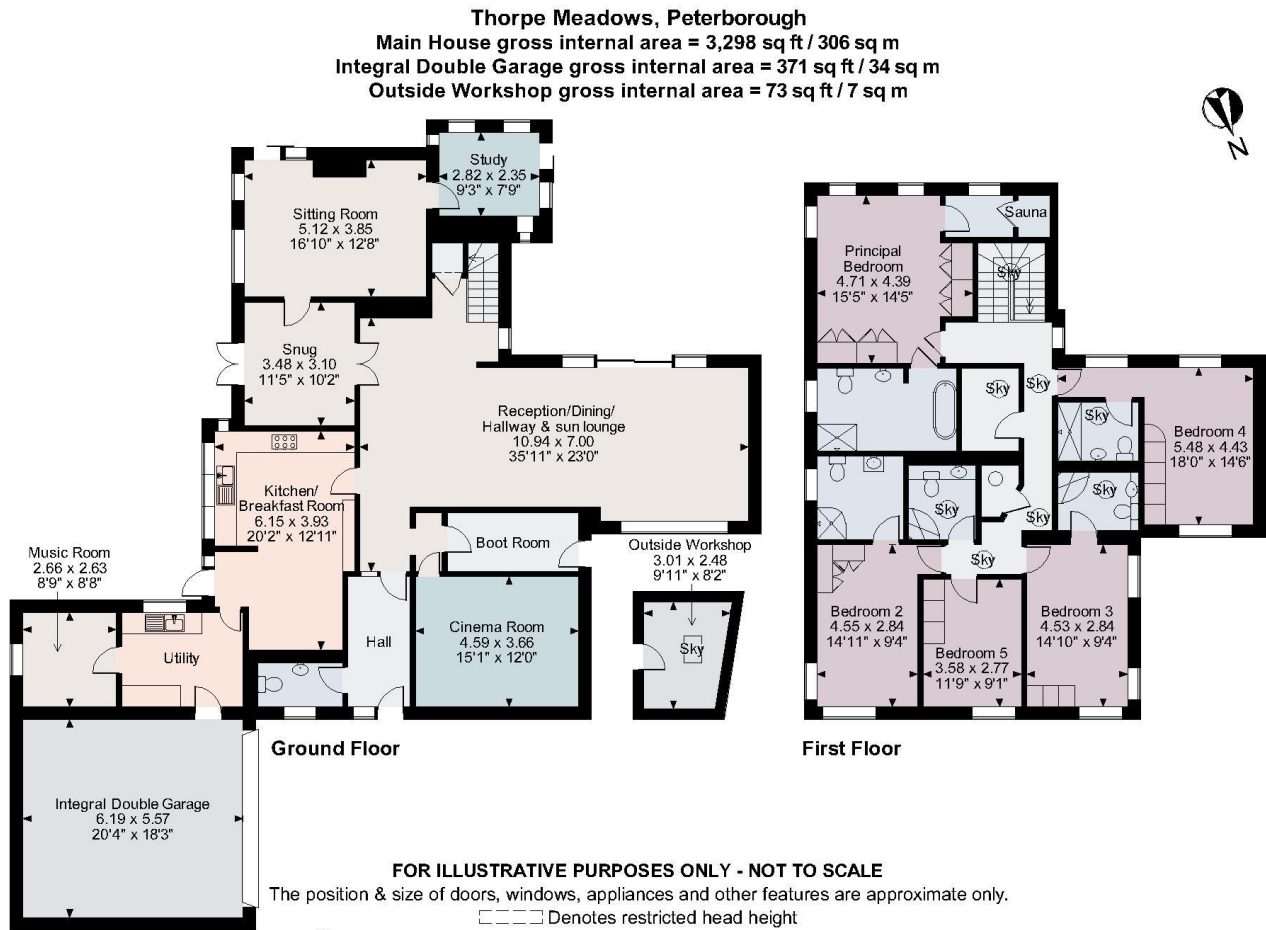 Thorpe Meadows, Peterborough
Main House gross internal area = 3,298 sq ft / 306 sq m
Integral Double Garage gross internal area = 371 sq ft / 34 sq m
Outside Workshop gross internal area = 73 sq ft / 7 sq m
N
Study
2.82 x 2.35
9'3" x 7'9"
Sitting Room
5.12 x 3.85
16'10" x 12'8"
Snug
3.48 x 3.10
11'5" x 10'2"
Reception/Dining/
Hallway & sun lounge
10.94 x 7.00
35'11" x 23'0"
Kitchen/
Breakfast Room
6.15 x 3.93
20'2" x 12'11"
Boot Room
Music Room
2.66 x 2.63
8'9" x 8'8"
Utility
Hall
Cinema Room
4.59 x 3.66
15'1" x 12'0"
Outside Workshop
3.01 x 2.48
9'11" x 8'2"
Sky
Integral Double Garage
6.19 x 5.57
20'4" x 18'3"
Ground Floor
Sauna
Principal
Bedroom
4.71 x 4.39
15'5" x 14'5"
Sky
Sky
Sky
Sky
Bedroom 4
5.48 x 4.43
18'0" x 14'6"
Sky
Sky
Sky
Sky
Bedroom 2
4.55 x 2.84
14'11" x 9'4"
Bedroom 5
3.58 x 2.77
11'9" x 9'1"
Bedroom 3
4.53 x 2.84
14'10" x 9'4"
First Floor
FOR ILLUSTRATIVE PURPOSES ONLY - NOT TO SCALE
The position & size of doors, windows, appliances and other features are approximate only.
Denotes restricted head height